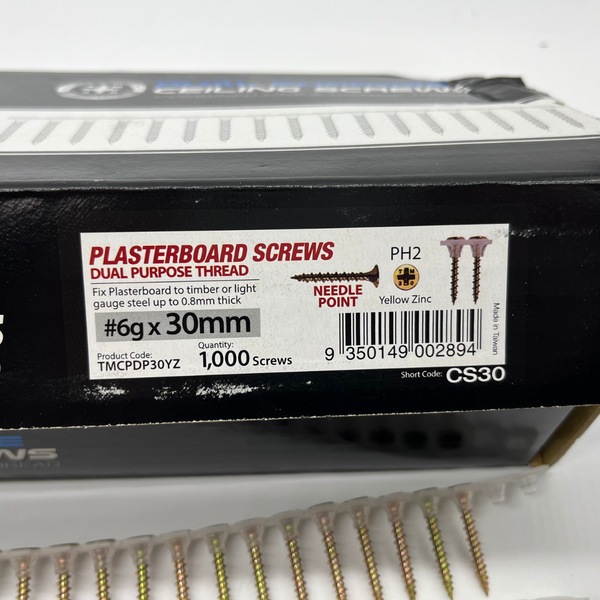 CEILING SCREWS
PLASTERBOARD SCREWS
DUAL PURPOSE THREAD
Fix Plasterboard to timber or light
gauge steel up to 0.8mm thick
#6g x 30mm
Product Code:
TMCPDP30YZ
Quantity:
1,000 Screws
NEEDLE
POINT
PH2
Yellow Zinc
9 350149 002894
Made in Taiwan
Short Code: CS30